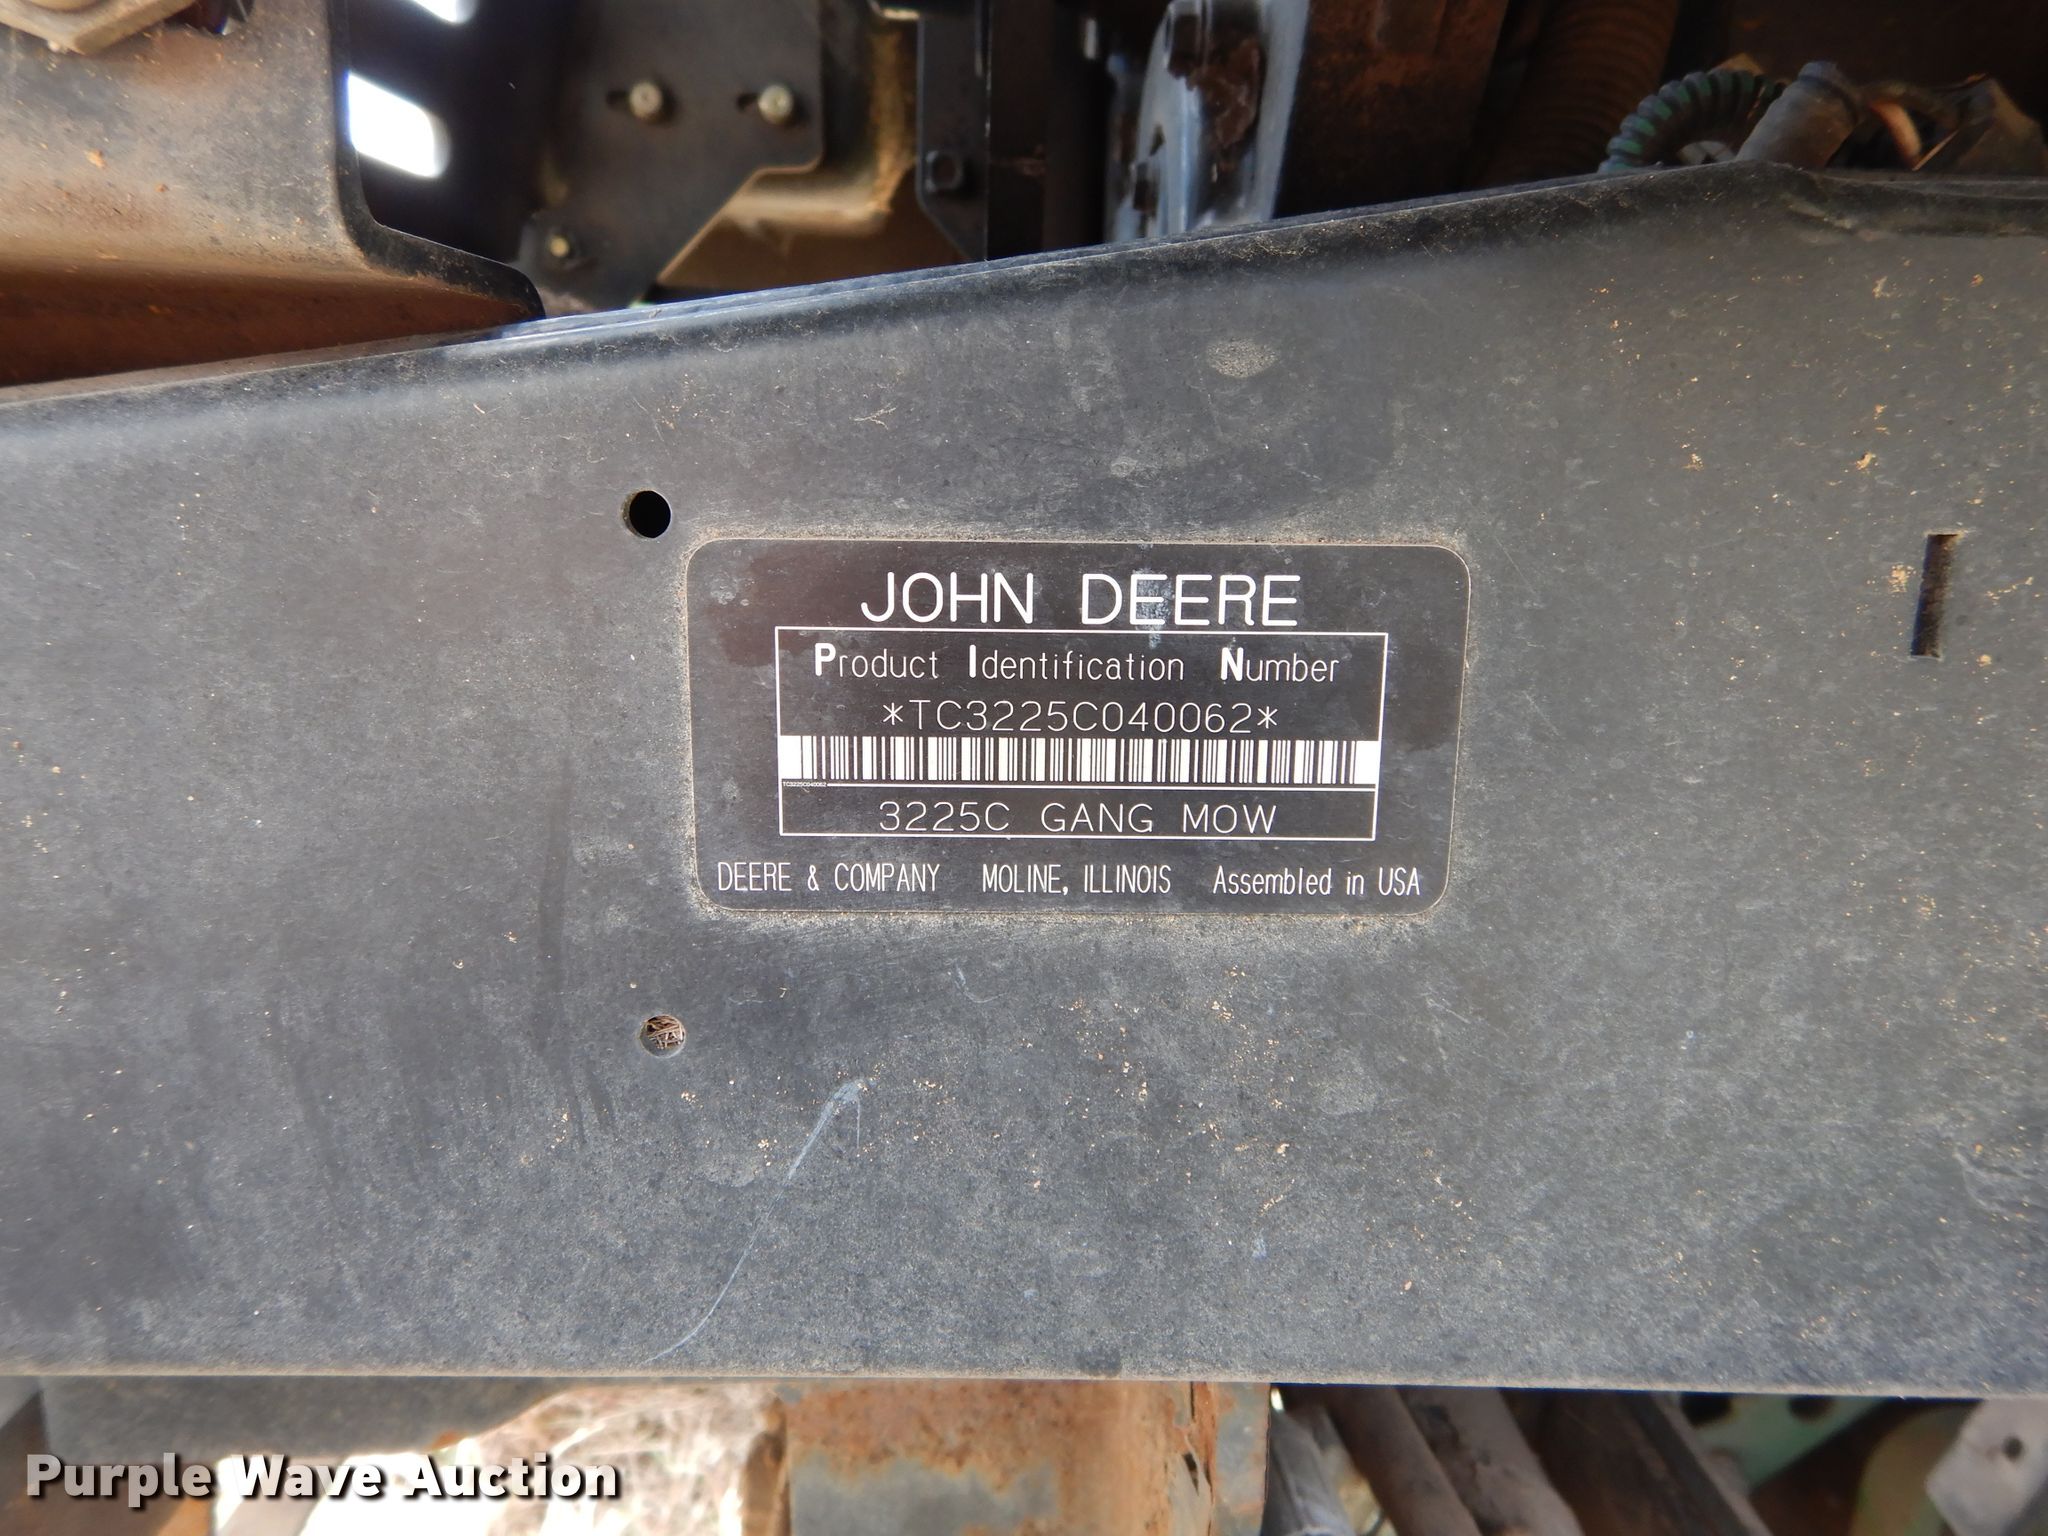 JOHN DEERE
Product Identification Number
*TC3225C040062*
TC3225C040062
3225C GANG MOW
DEERE & COMPANY MOLINE, ILLINOIS Assembled in USA
Purple Wave Auction